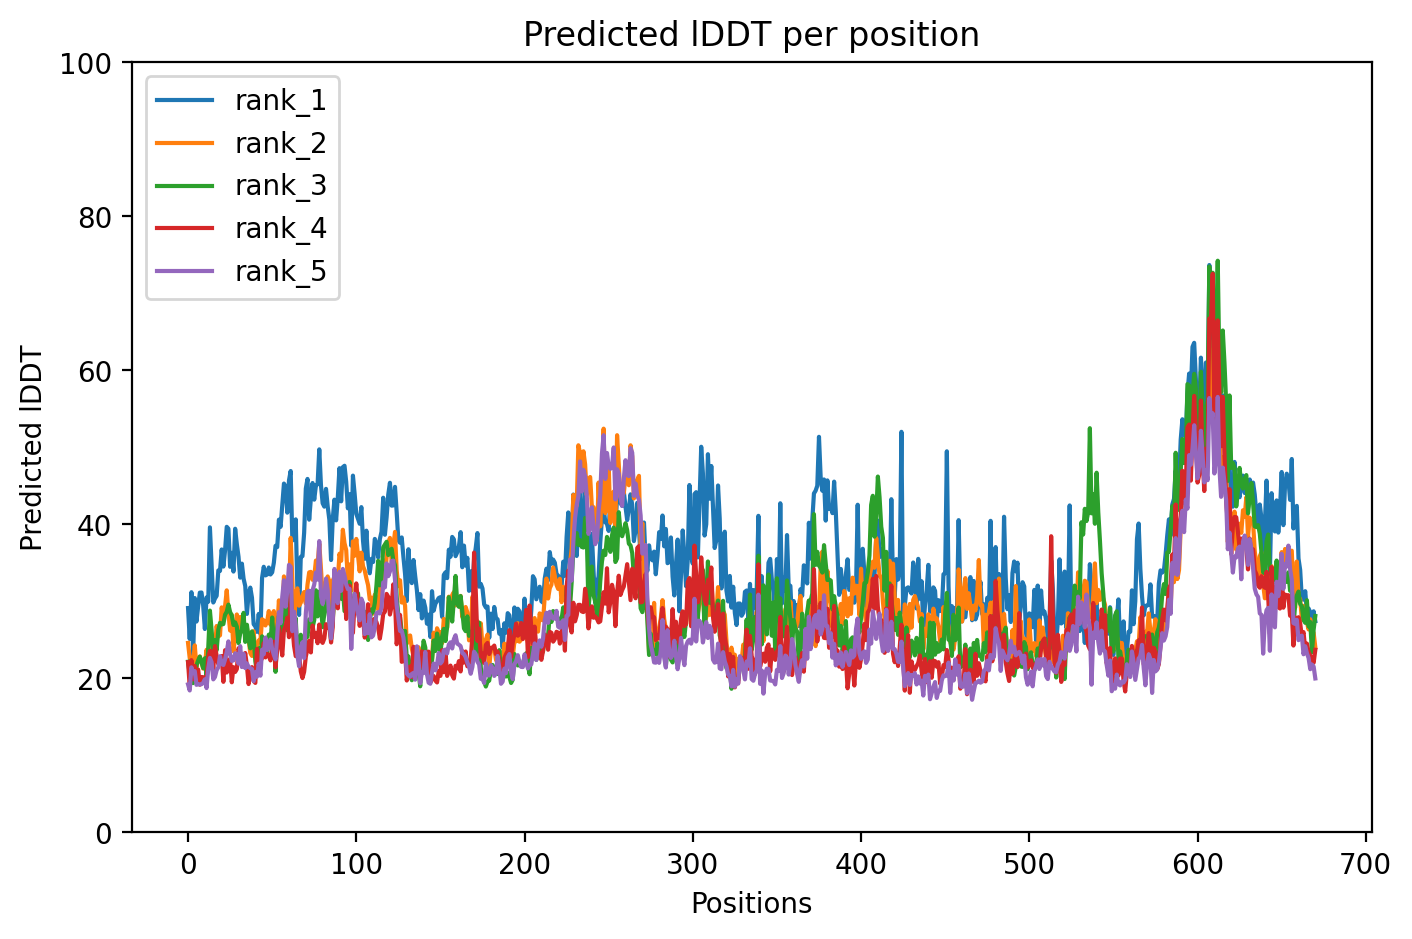 Predicted lDDT per position
100
80
60
40
20
0
Predicted lDDT
rank_1
rank_2
rank_3
rank_4
rank_5
0 100 200 300 400 500 600 700
Positions